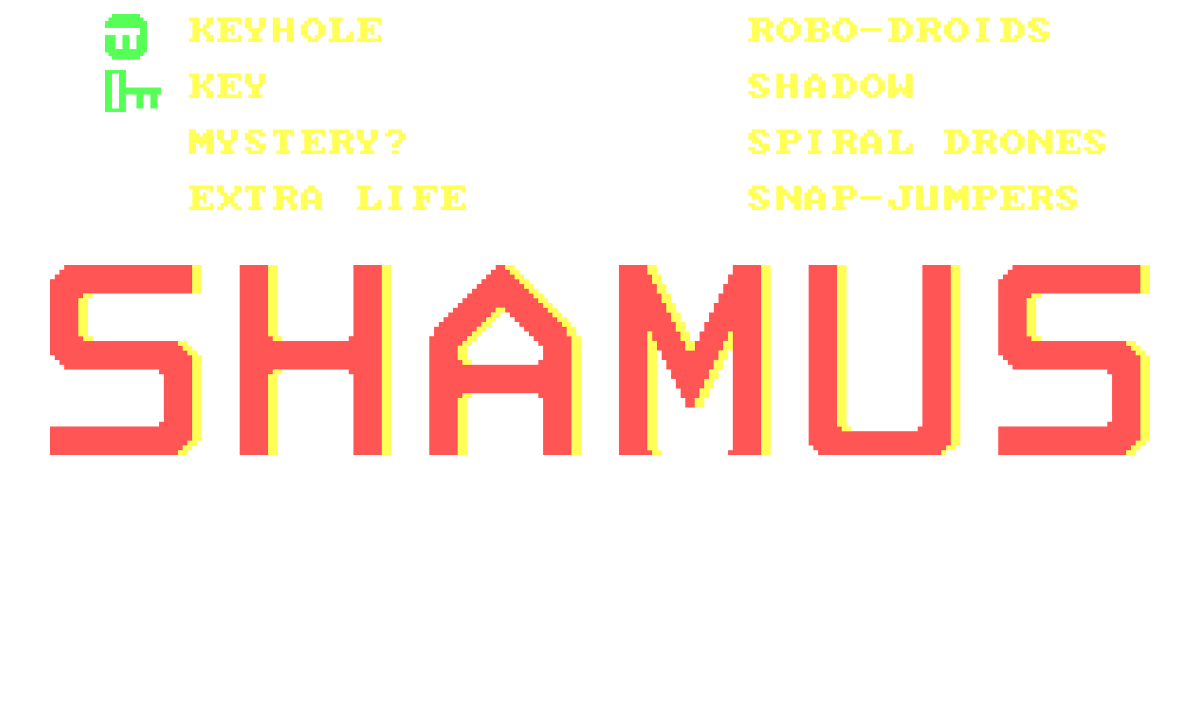 KEYHOLE
KEY
MYSTERY?
EXTRA LIFE
ROBO-DROIDS
SHADOW
SPIRAL DRONES
SNAP-JUMPERS
SHAMUS